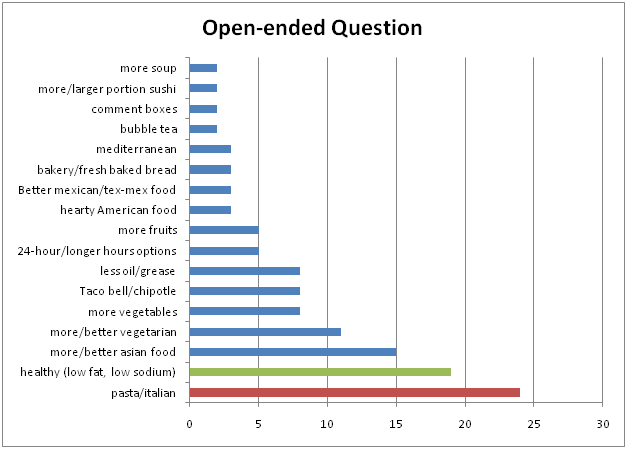 Open-ended Question
more soup
more/larger portion sushi
comment boxes
bubble tea
mediterranean
bakery/fresh baked bread
Better mexican/tex-mex food
hearty American food
more fruits
24-hour/longer hours options
less oil/grease
Taco bell/chipotle
more vegetables
more/better vegetarian
more/better asian food
healthy (low fat, low sodium)
pasta/italian
0 5 10 15 20 25 30